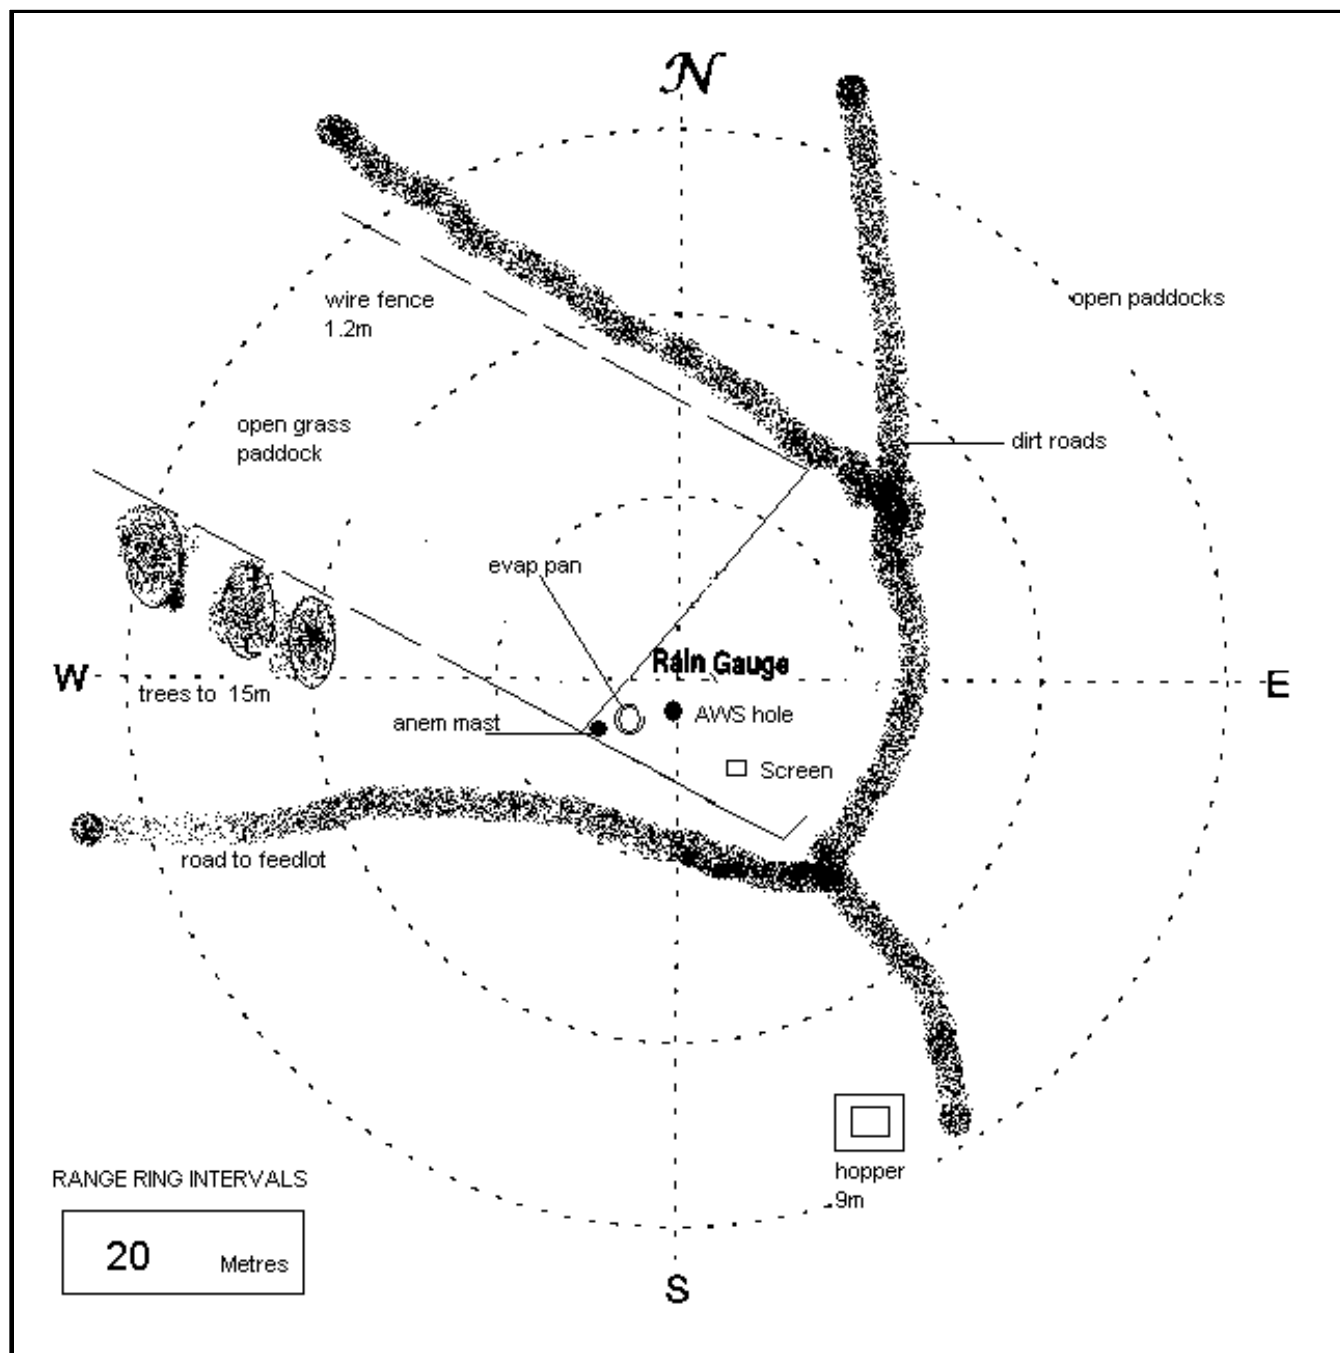 N
open paddocks
wire fence
1.2m
open grass
paddock
dirt roads
evap pan
Rain Gauge
W
E
trees to 15m
anem mast
AWS hole
Screen
road to feedlot
hopper
9m
RANGE RING INTERVALS
20 Metres
S